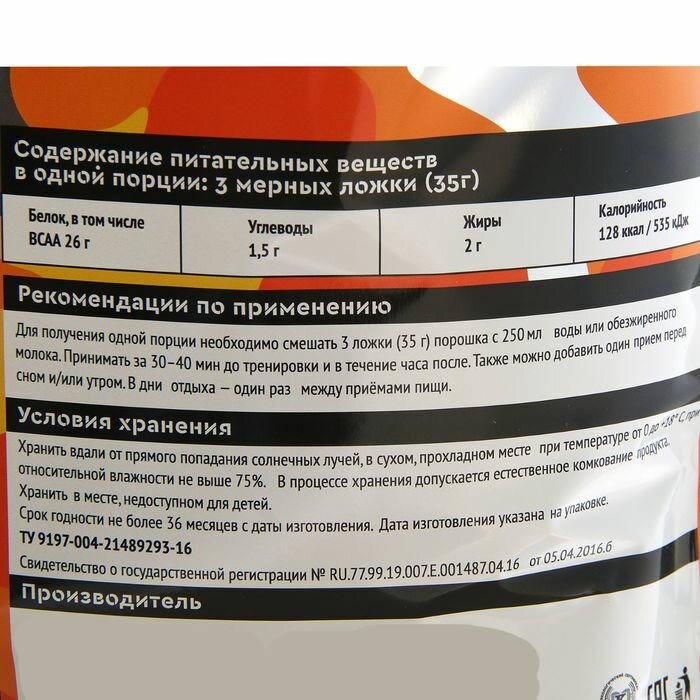 Содержание питательных веществ
в одной порции: 3 мерных ложки (35г)
Белок, в том числе
BCAA 26 г
Углеводы
1,5 г
Жиры
2 г
Калорийность
128 ккал / 535 кДж
Рекомендации по применению
Для получения одной порции необходимо смешать 3 ложки (35 г) порошка с 250 мл воды или обезжиренного
молока. Принимать за 30–40 мин до тренировки и в течение часа после. Также можно добавить один прием перед
сном и/или утром. В дни отдыха — один раз между приёмами пищи.
Условия хранения
Хранить вдали от прямого попадания солнечных лучей, в сухом, прохладном месте при температуре от 0 до +18° С, при
относительной влажности не выше 75%. В процессе хранения допускается естественное комкование продукта.
Хранить в месте, недоступном для детей.
Срок годности не более 36 месяцев с даты изготовления. Дата изготовления указана на упаковке.
ТУ 9197-004-21489293-16
Свидетельство о государственной регистрации № RU.77.99.19.007.Е.001487.04.16 от 05.04.2016.б
Производитель
EAC